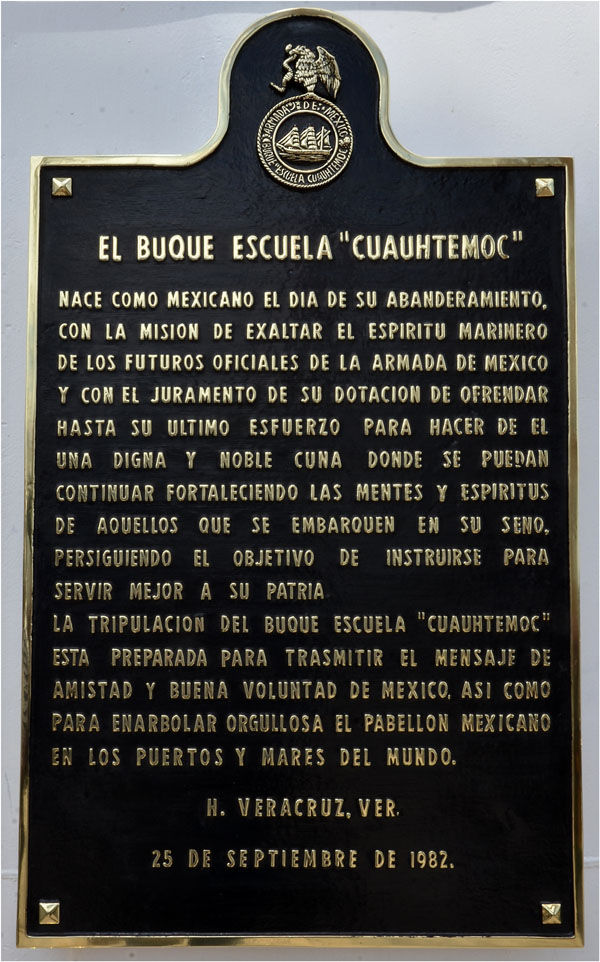 ARMADA DE MEXICO
BUQUE ESCUELA CUAUHTEMOC
EL BUQUE ESCUELA "CUAUHTEMOC"
NACE COMO MEXICANO EL DIA DE SU ABANDERAMIENTO,
CON LA MISION DE EXALTAR EL ESPIRITU MARINERO
DE LOS FUTUROS OFICIALES DE LA ARMADA DE MEXICO
Y CON EL JURAMENTO DE SU DOTACION DE OFRENDAR
HASTA SU ULTIMO ESFUERZO PARA HACER DE EL
UNA DIGNA Y NOBLE CUNA DONDE SE PUEDAN
CONTINUAR FORTALECIENDO LAS MENTES Y ESPIRITUS
DE AQUELLOS QUE SE EMBARQUEN EN SU SENO,
PERSIGUIENDO EL OBJETIVO DE INSTRUIRSE PARA
SERVIR MEJOR A SU PATRIA
LA TRIPULACION DEL BUQUE ESCUELA "CUAUHTEMOC"
ESTA PREPARADA PARA TRASMITIR EL MENSAJE DE
AMISTAD Y BUENA VOLUNTAD DE MEXICO, ASI COMO
PARA ENARBOLAR ORGULLOSA EL PABELLON MEXICANO
EN LOS PUERTOS Y MARES DEL MUNDO.
H. VERACRUZ, VER.
25 DE SEPTIEMBRE DE 1982.